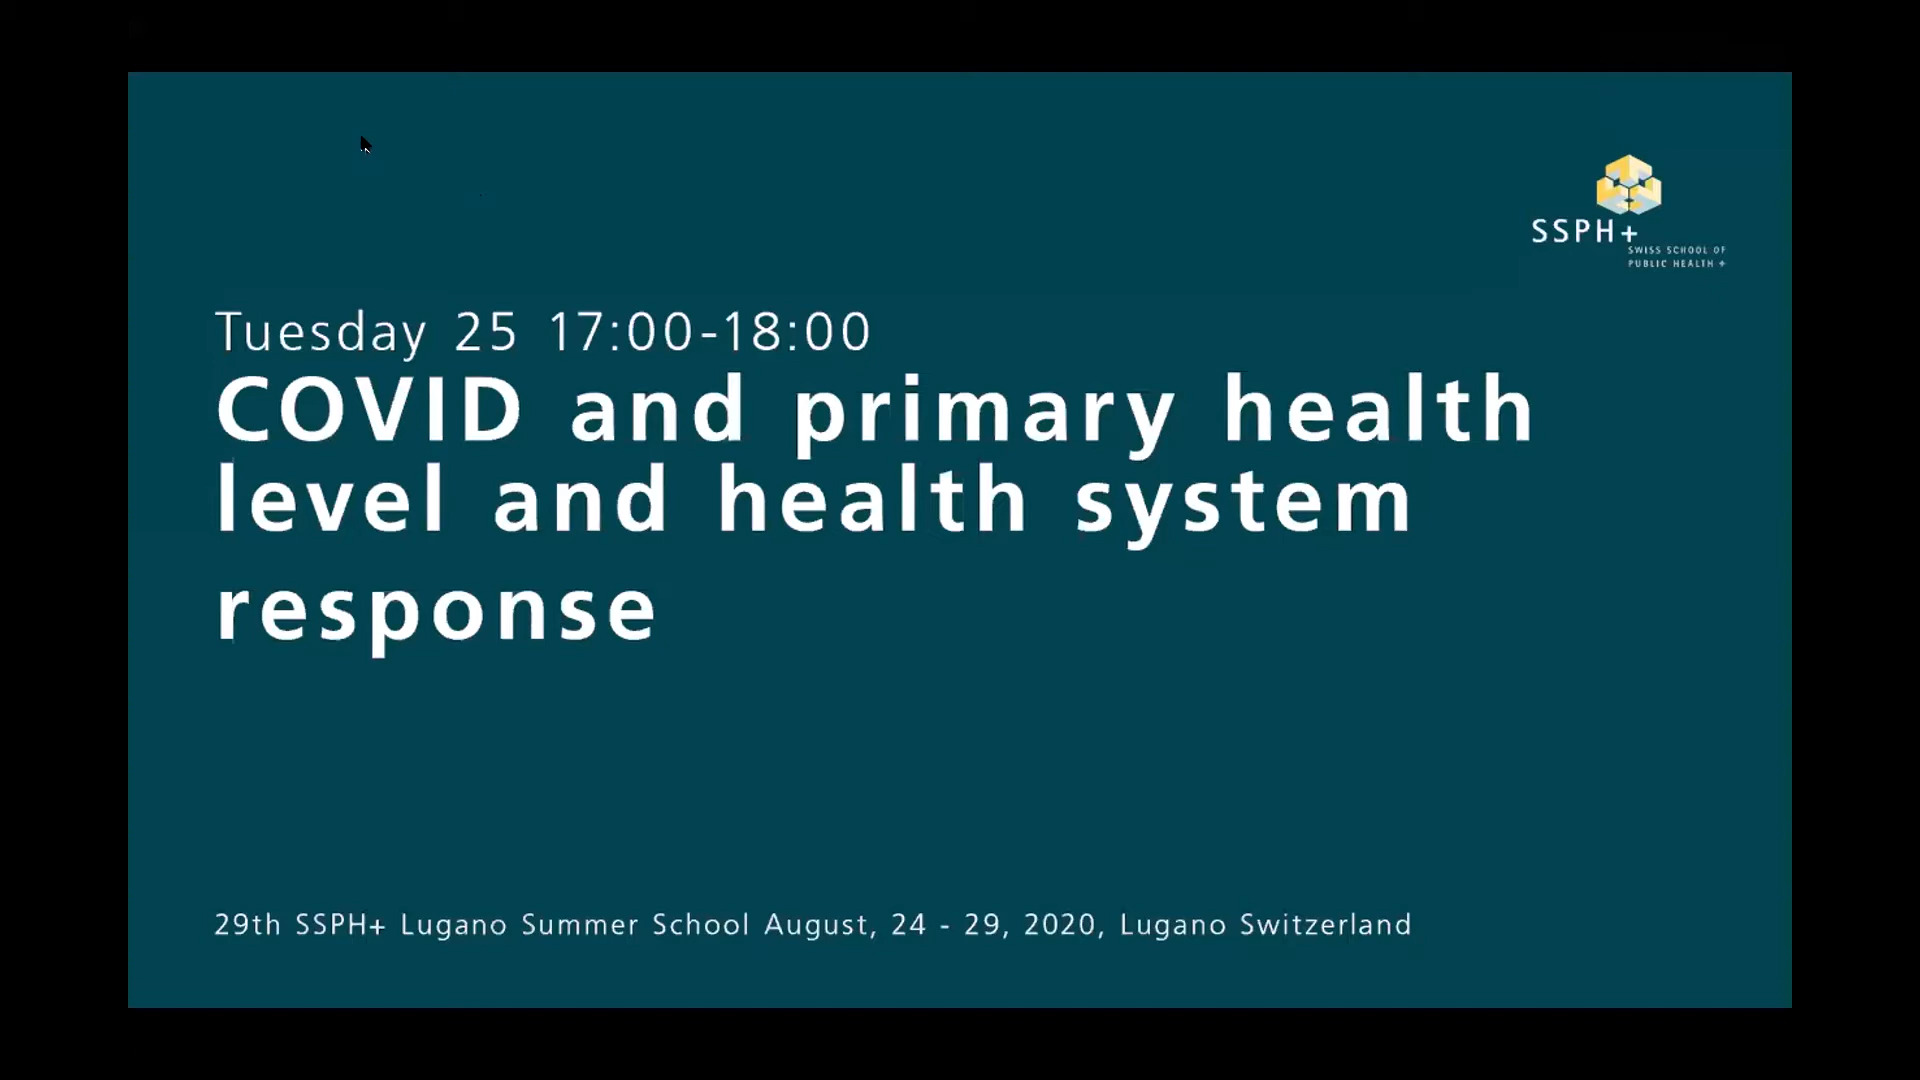 SSPH+
SWISS SCHOOL OF
PUBLIC HEALTH +
Tuesday 25 17:00-18:00
COVID and primary health
level and health system
response
29th SSPH+ Lugano Summer School August, 24 - 29, 2020, Lugano Switzerland